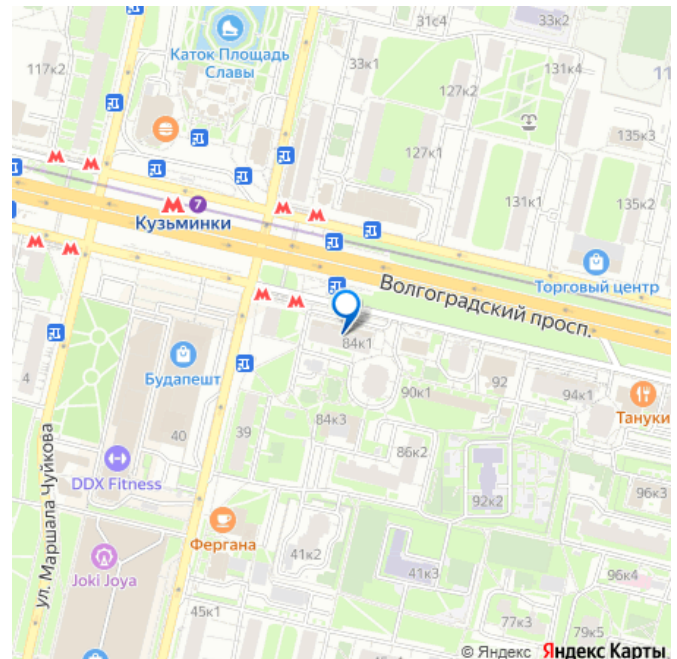 31с4
33к2
Каток Площадь
Славы
33к1
131к4
117к2
127к2
11
135к3
127к1
131к1
135к2
7
Кузьминки
Торговый центр
Волгоградский просп.
84к1
Будапешт
92
94к1
4
90к1
Тануки
84к3
39
40
86к2
DDX Fitness
96к3
92к2
ул. Маршала Чуйкова
Фергана
41к2
Joki Joya
41к3
96к4
45к1
77к3
79к5
© Яндекс Яндекс Карты